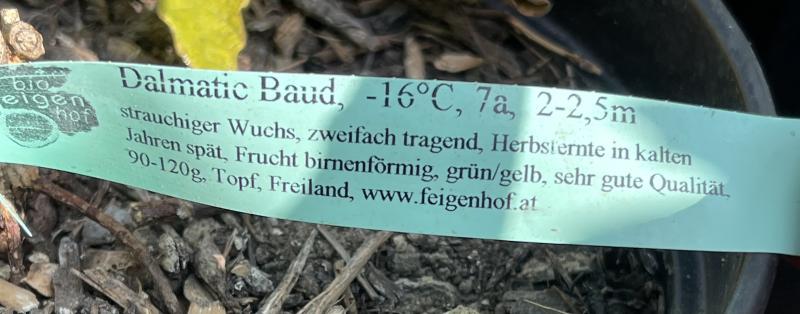 bio
feigen
hof
Dalmatic Baud, -16°C, 7a, 2-2,5m
strauchiger Wuchs, zweifach tragend, Herbsternte in kalten
Jahren spät, Frucht birnenförmig, grün/gelb, sehr gute Qualität,
90-120g, Topf, Freiland, www.feigenhof.at